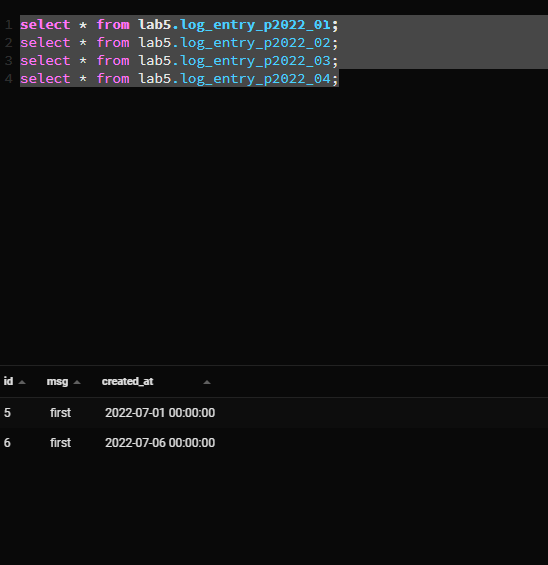 1 select * from lab5.log_entry_p2022_01;
2 select * from lab5.log_entry_p2022_02;
3 select * from lab5.log_entry_p2022_03;
4 select * from lab5.log_entry_p2022_04;
id msg created_at
5 first 2022-07-01 00:00:00
6 first 2022-07-06 00:00:00